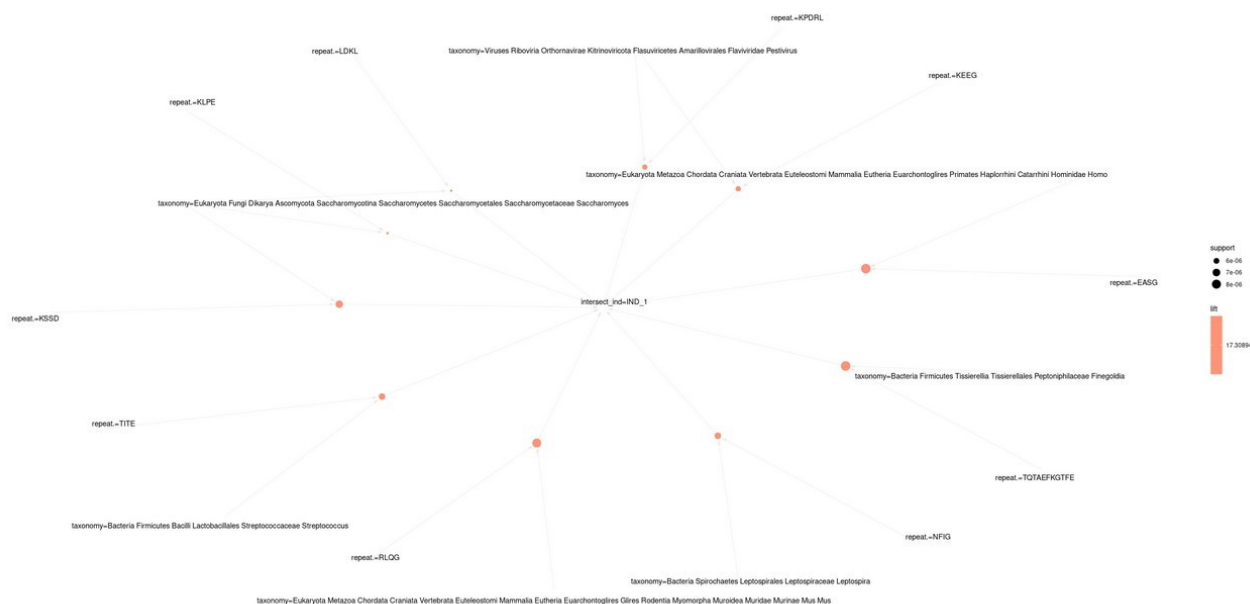 repeat.=KPDRL
repeat.=LDKL
taxonomy=Viruses Riboviria Orthornavirae Kitrinoviricota Flasuviricetes Amarillovirales Flaviviridae Pestivirus
repeat.=KEEG
repeat.=KLPE
taxonomy=Eukaryota Metazoa Chordata Craniata Vertebrata Euteleostomi Mammalia Eutheria Euarchontoglires Primates Haplorrhini Catarrhini Hominidae Homo
taxonomy=Eukaryota Fungi Dikarya Ascomycota Saccharomycotina Saccharomycetes Saccharomycetales Saccharomycetaceae Saccharomyces
support
6e-06
7e-06
8e-06
repeat.=EASG
intersect_ind=IND_1
lift
17.30894
repeat.=KSSD
taxonomy=Bacteria Firmicutes Tissierellia Tissierellales Peptoniphilaceae Finegoldia
repeat.=TITE
repeat.=TQTAEFKGTFE
taxonomy=Bacteria Firmicutes Bacilli Lactobacillales Streptococcaceae Streptococcus
repeat.=NFIG
repeat.=RLQG
taxonomy=Bacteria Spirochaetes Leptospirales Leptospiraceae Leptospira
taxonomy=Eukaryota Metazoa Chordata Craniata Vertebrata Euteleostomi Mammalia Eutheria Euarchontoglires Glires Rodentia Myomorpha Muroidea Muridae Murinae Mus Mus